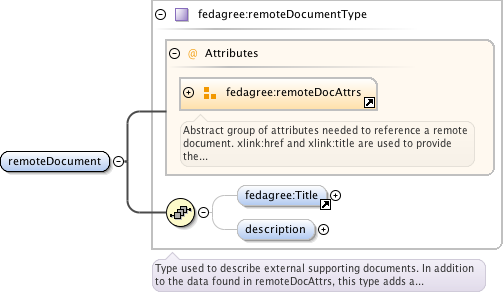 fedagree:remoteDocumentType
@ Attributes
fedagree:remoteDocAttrs
Abstract group of attributes needed to reference a remote
document. xlink:href and xlink:title are used to provide
the...
remoteDocument
fedagree:Title
description
Type used to describe external supporting documents. In addition
to the data found in remoteDocAttrs, this type adds a...